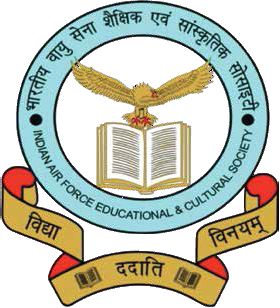 भारतीय वायु सेना शैक्षिक एवं सांस्कृतिक सोसाइटी
INDIAN AIR FORCE EDUCATIONAL & CULTURAL SOCIETY
विद्या ददाति विनयम्